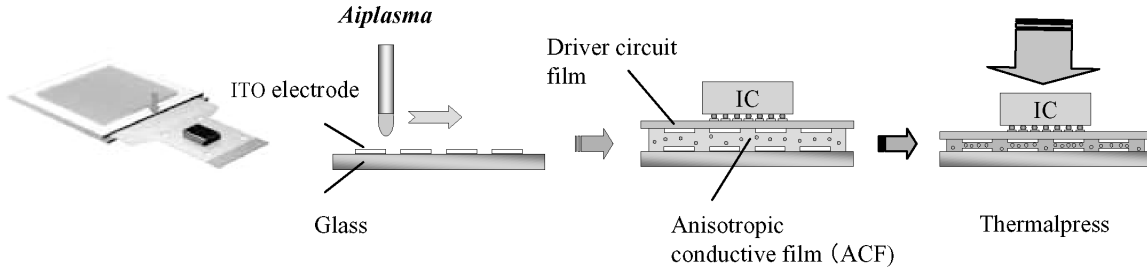 Aiplasma
ITO electrode
Glass
Driver circuit
film
IC
Anisotropic
conductive film (ACF)
IC
Thermalpress